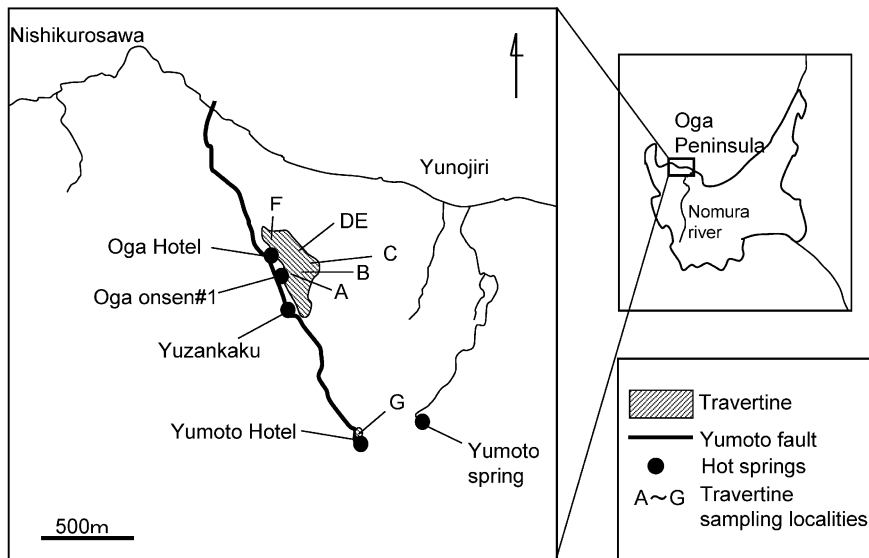 Nishikurosawa
Yunojiri
F
DE
Oga Hotel
C
B
Oga onsen#1
A
Yuzankaku
G
Yumoto Hotel
Yumoto
spring
500m
Oga
Peninsula
Nomura
river
Travertine
Yumoto fault
Hot springs
A～G Travertine
sampling localities